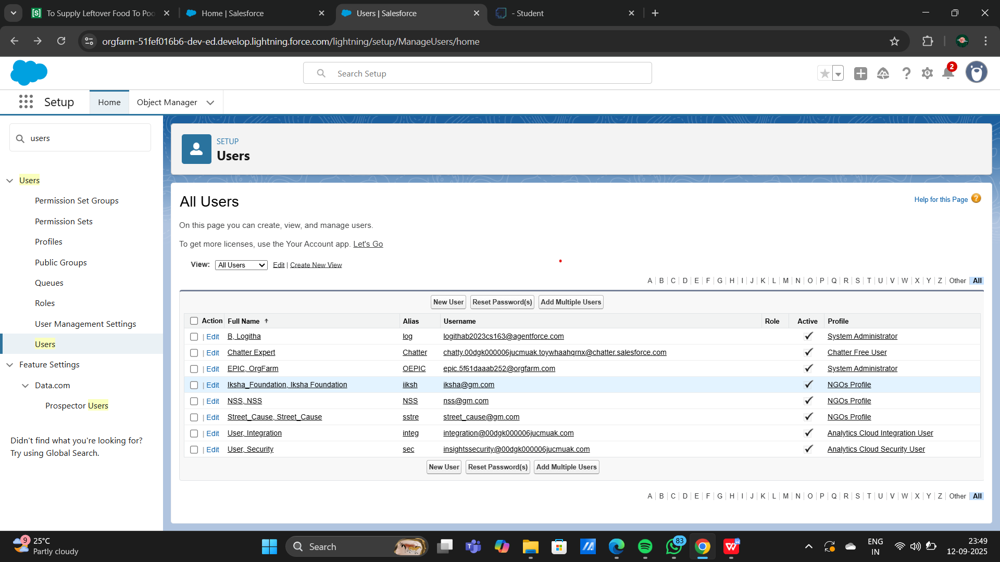 To Supply Leftover Food To Poo
Home | Salesforce
Users | Salesforce
- Student
orgfarm-51fef016b6-dev-ed.develop.lightning.force.com/lightning/setup/ManageUsers/home
Search Setup
2
Setup
Home
Object Manager
users
Users
Permission Set Groups
Permission Sets
Profiles
Public Groups
Queues
Roles
User Management Settings
Users
Feature Settings
Data.com
Prospector Users
Didn't find what you're looking for?
Try using Global Search.
SETUP
Users
All Users
Help for this Page ?
On this page you can create, view, and manage users.
To get more licenses, use the Your Account app. Let's Go
View: All Users Edit | Create New View
A | B | C | D | E | F | G | H | I | J | K | L | M | N | O | P | Q | R | S | T | U | V | W | X | Y | Z | Other All
New User Reset Password(s) Add Multiple Users
Action Full Name ↑ Alias Username Role Active Profile
| Edit B, Logitha log logithab2023cs163@agentforce.com ✓ System Administrator
| Edit Chatter Expert Chatter chatty.00dgk000006jucmuak.toywhaahqrnx@chatter.salesforce.com ✓ Chatter Free User
| Edit EPIC, OrgFarm OEPIC epic.5f61daaab252@orgfarm.com ✓ System Administrator
| Edit Iksha_Foundation, Iksha Foundation iiksh iksha@gm.com ✓ NGOs Profile
| Edit NSS, NSS NSS nss@gm.com ✓ NGOs Profile
| Edit Street_Cause, Street_Cause sstre street_cause@gm.com ✓ NGOs Profile
| Edit User, Integration integ integration@00dgk000006jucmuak.com ✓ Analytics Cloud Integration User
| Edit User, Security sec insightssecurity@00dgk000006jucmuak.com ✓ Analytics Cloud Security User
New User Reset Password(s) Add Multiple Users
A | B | C | D | E | F | G | H | I | J | K | L | M | N | O | P | Q | R | S | T | U | V | W | X | Y | Z | Other All
9
25°C
Partly cloudy
Search
83
ENG
IN
23:49
12-09-2025